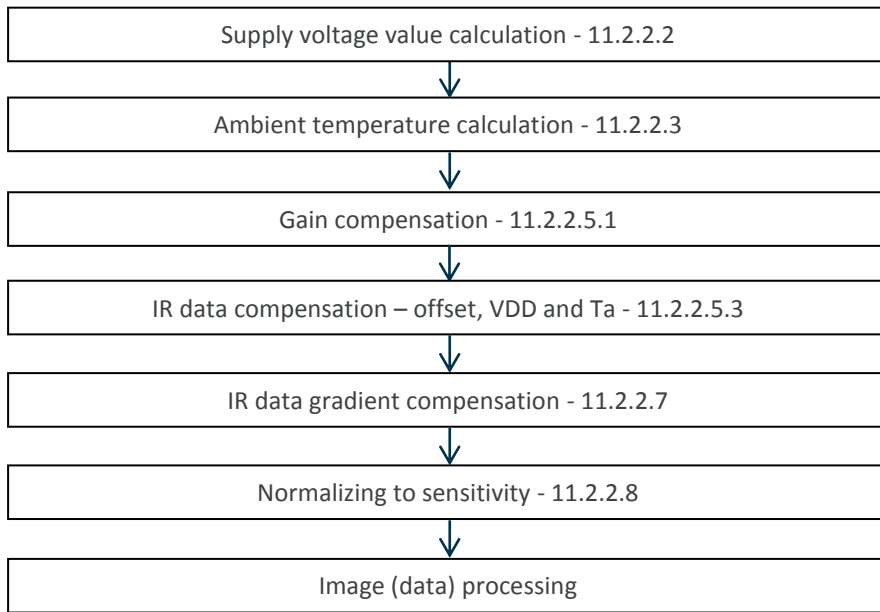 Supply voltage value calculation - 11.2.2.2
Ambient temperature calculation - 11.2.2.3
Gain compensation - 11.2.2.5.1
IR data compensation – offset, VDD and Ta - 11.2.2.5.3
IR data gradient compensation - 11.2.2.7
Normalizing to sensitivity - 11.2.2.8
Image (data) processing